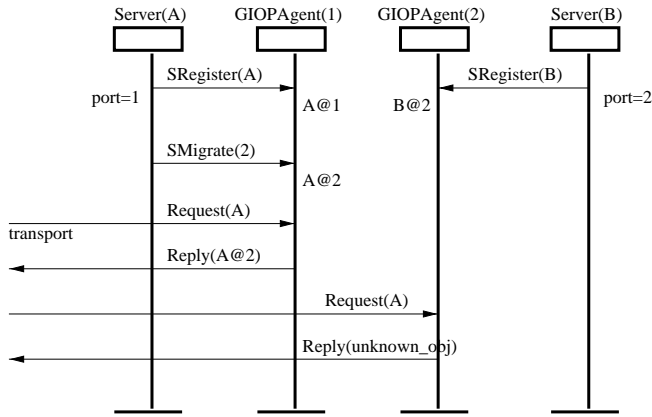 Server(A) GIOPAgent(1) GIOPAgent(2) Server(B)
SRegister(A) SRegister(B)
port=1 A@1 B@2 port=2
SMigrate(2)
A@2
Request(A)
transport
Reply(A@2)
Request(A)
Reply(unknown_obj)